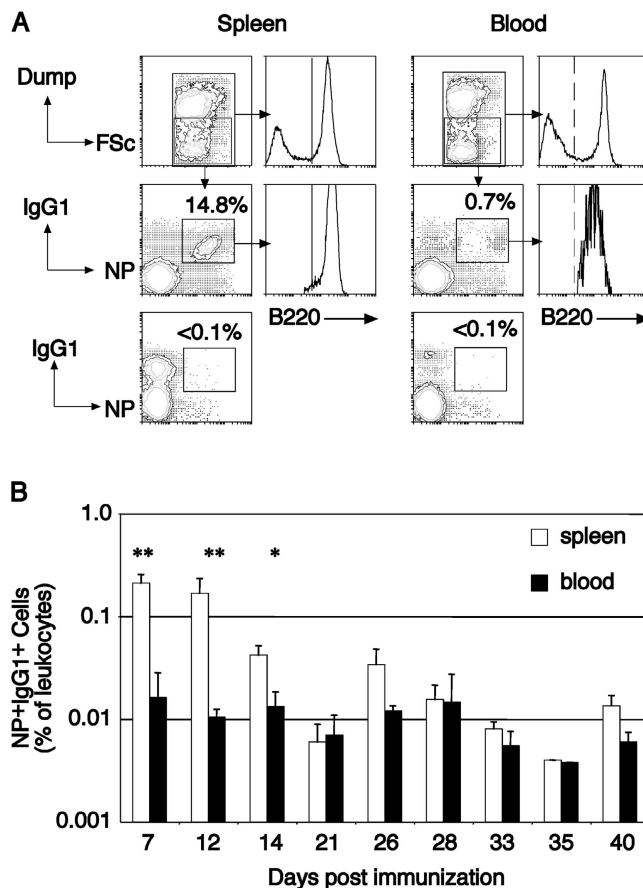 A
Spleen
Blood
Dump
FSc
IgG1
14.8%
0.7%
NP
B220
B220
IgG1
<0.1%
<0.1%
NP
B
NP+IgG1+ Cells
(% of leukocytes)
1.0
0.1
0.01
0.001
** ** *
spleen
blood
7 12 14 21 26 28 33 35 40
Days post immunization